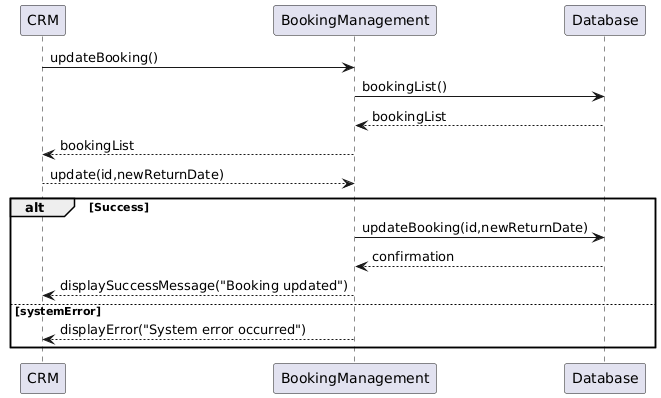 CRM BookingManagement Database
updateBooking()
bookingList()
bookingList
bookingList
update(id,newReturnDate)
alt [Success]
updateBooking(id,newReturnDate)
confirmation
displaySuccessMessage("Booking updated")
[systemError]
displayError("System error occurred")
CRM BookingManagement Database